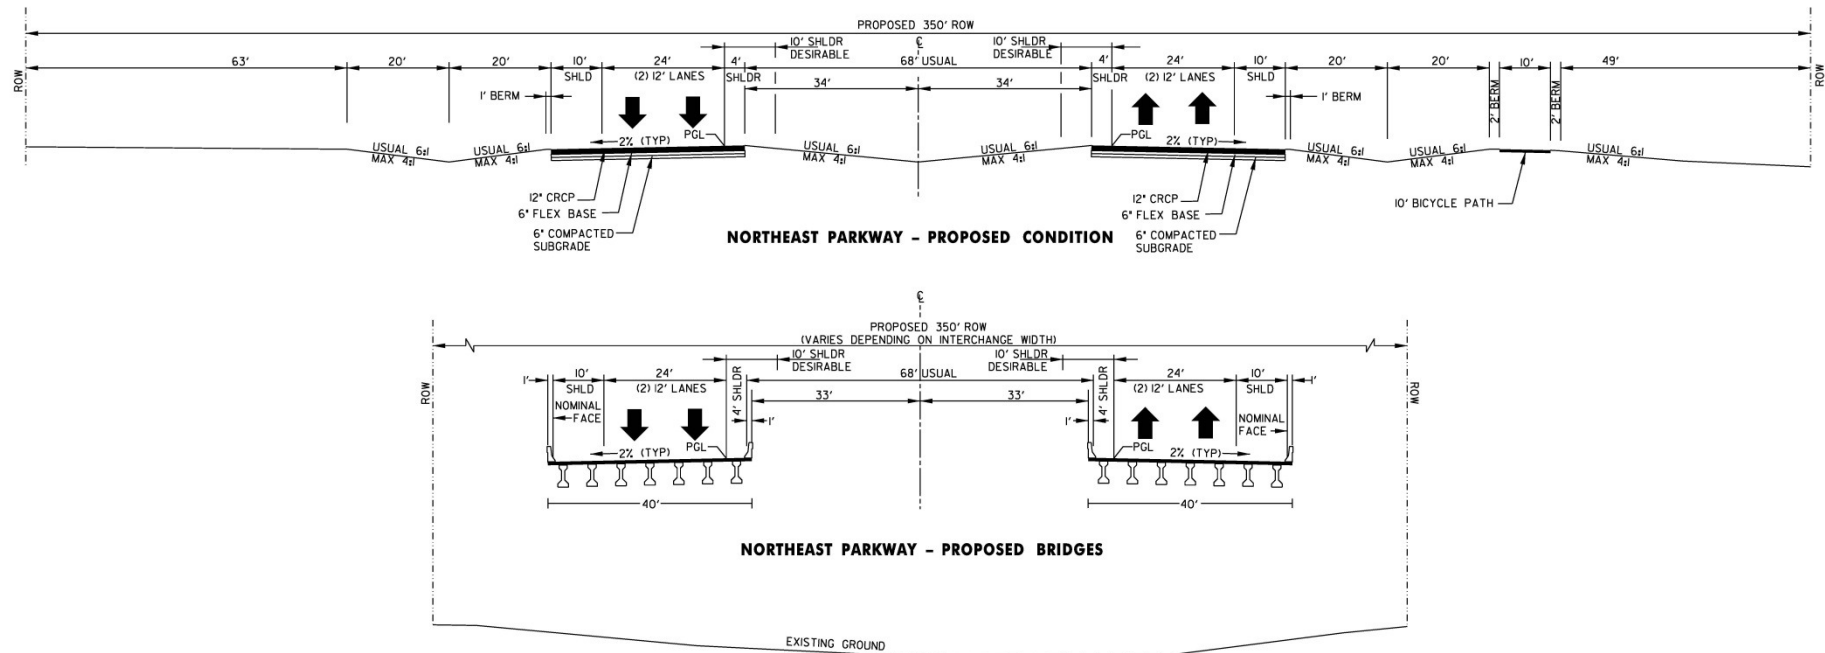 PROPOSED 350' ROW
10' SHLDR
DESIRABLE
℄
10' SHLDR
DESIRABLE
63'
20'
20'
10'
SHLD
24'
(2) 12' LANES
4'
SHLDR
68' USUAL
4'
SHLDR
24'
(2) 12' LANES
10'
SHLD
20'
20'
2' BERM
10'
2' BERM
49'
ROW
ROW
1' BERM
34'
34'
1' BERM
2% (TYP)
PGL
PGL
2% (TYP)
USUAL 6:1
MAX 4:1
USUAL 6:1
MAX 4:1
USUAL 6:1
MAX 4:1
USUAL 6:1
MAX 4:1
USUAL 6:1
MAX 4:1
USUAL 6:1
MAX 4:1
USUAL 6:1
MAX 4:1
12" CRCP
6" FLEX BASE
6" COMPACTED
SUBGRADE
12" CRCP
6" FLEX BASE
6" COMPACTED
SUBGRADE
10' BICYCLE PATH
NORTHEAST PARKWAY – PROPOSED CONDITION
℄
PROPOSED 350' ROW
(VARIES DEPENDING ON INTERCHANGE WIDTH)
10' SHLDR
DESIRABLE
10' SHLDR
DESIRABLE
ROW
1'
10'
SHLD
24'
(2) 12' LANES
4' SHLDR
68' USUAL
4' SHLDR
24'
(2) 12' LANES
10'
SHLD
1'
ROW
NOMINAL
FACE
1'
33'
33'
1'
NOMINAL
FACE
2% (TYP)
PGL
PGL
2% (TYP)
40'
40'
NORTHEAST PARKWAY – PROPOSED BRIDGES
EXISTING GROUND